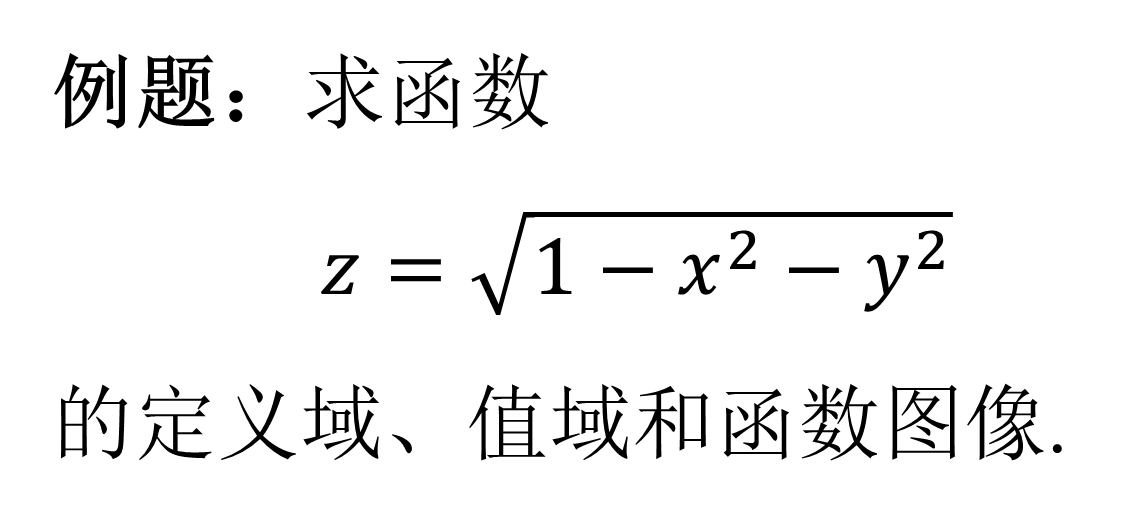 例题：求函数
z = √(1 − x² − y²)
的定义域、值域和函数图像.